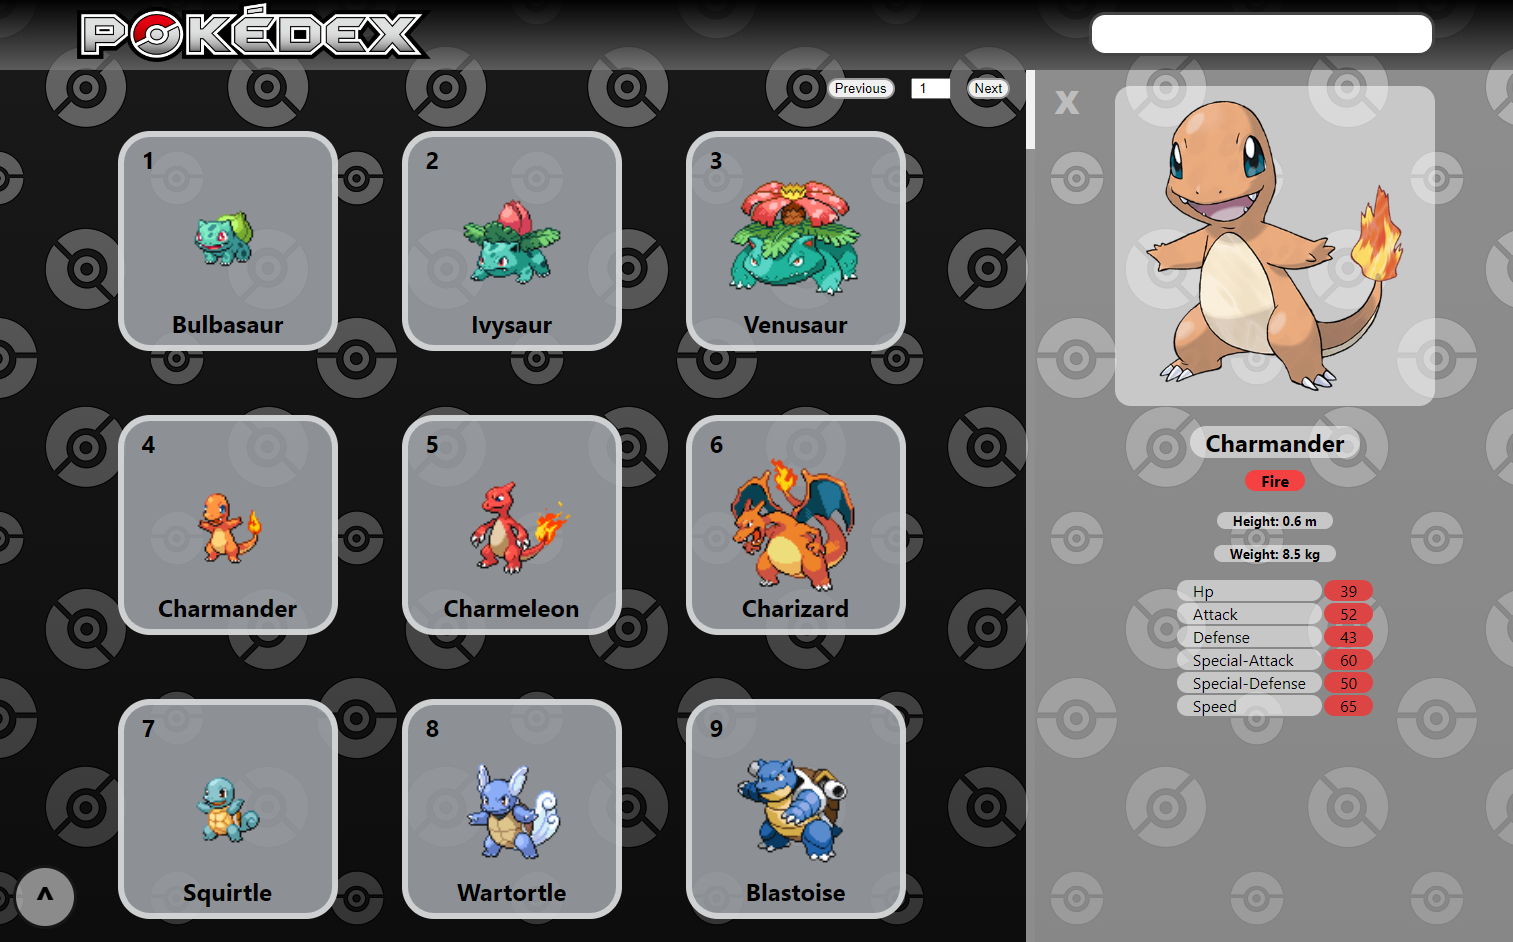 POKÉDEX
Previous 1 Next
X
1
Bulbasaur
2
Ivysaur
3
Venusaur
4
Charmander
5
Charmeleon
6
Charizard
7
Squirtle
8
Wartortle
9
Blastoise
^
Charmander
Fire
Height: 0.6 m
Weight: 8.5 kg
Hp 39
Attack 52
Defense 43
Special-Attack 60
Special-Defense 50
Speed 65